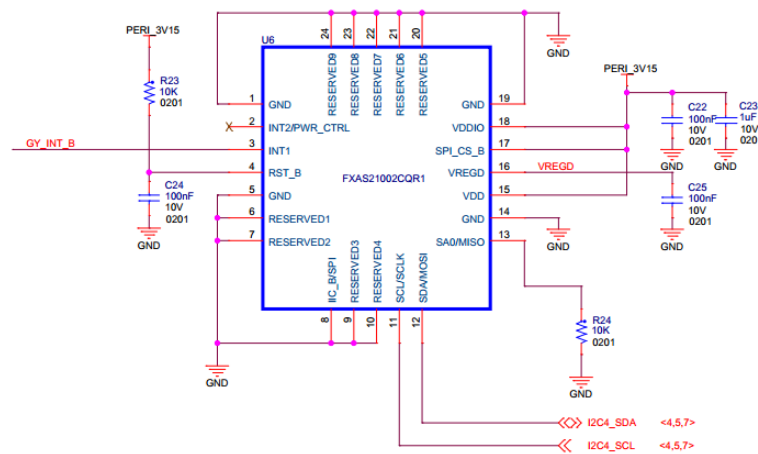 PERI_3V15
R23
10K
0201
C24
100nF
10V
0201
GND
GY_INT_B
U6
24
23
22
21
20
RESERVED9
RESERVED8
RESERVED7
RESERVED6
RESERVED5
GND
1
GND
2
INT2/PWR_CTRL
3
INT1
4
RST_B
5
GND
6
RESERVED1
7
RESERVED2
FXAS21002CQR1
GND
19
VDDIO
18
SPI_CS_B
17
VREGD
16
VREGD
VDD
15
GND
14
GND
SA0/MISO
13
IIC_B/SPI
RESERVED3
RESERVED4
SCL/SCLK
SDA/MOSI
8
9
10
11
12
GND
PERI_3V15
C22
100nF
10V
0201
GND
C23
1uF
10V
020
GND
C25
100nF
10V
0201
GND
R24
10K
0201
GND
I2C4_SDA <4,5,7>
I2C4_SCL <4,5,7>